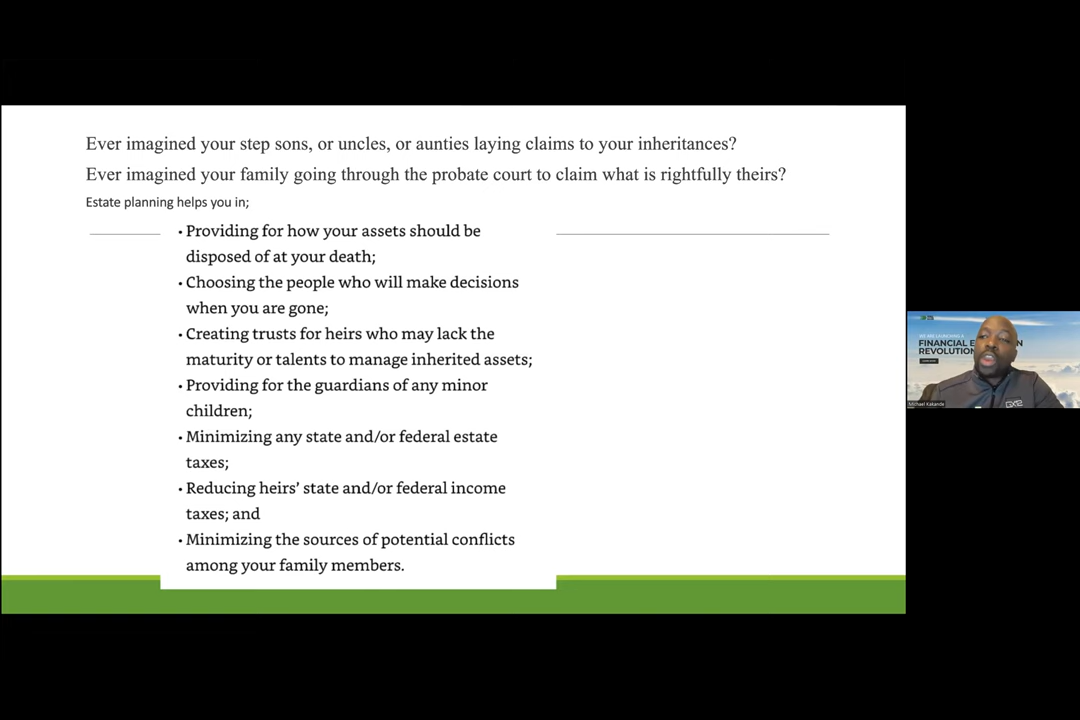 Ever imagined your step sons, or uncles, or aunties laying claims to your inheritances?
Ever imagined your family going through the probate court to claim what is rightfully theirs?
Estate planning helps you in;
• Providing for how your assets should be
disposed of at your death;
• Choosing the people who will make decisions
when you are gone;
• Creating trusts for heirs who may lack the
maturity or talents to manage inherited assets;
• Providing for the guardians of any minor
children;
• Minimizing any state and/or federal estate
taxes;
• Reducing heirs’ state and/or federal income
taxes; and
• Minimizing the sources of potential conflicts
among your family members.
FINANCIAL E N
REVOLUTION
Michael Kakande